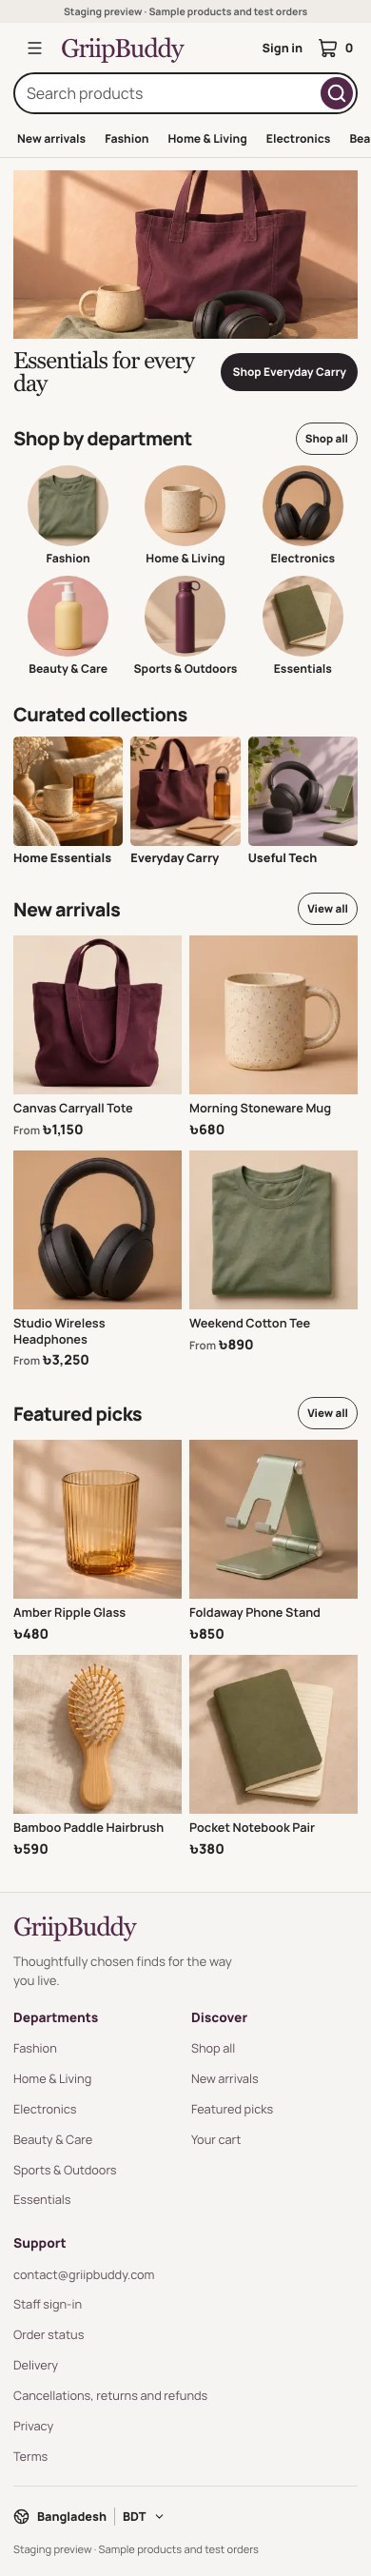 Staging preview · Sample products and test orders
GriipBuddy
Sign in
0
Search products
New arrivals
Fashion
Home & Living
Electronics
Bea
Essentials for every
day
Shop Everyday Carry
Shop by department
Shop all
Fashion
Home & Living
Electronics
Beauty & Care
Sports & Outdoors
Essentials
Curated collections
Home Essentials
Everyday Carry
Useful Tech
New arrivals
View all
Canvas Carryall Tote
From ৳1,150
Morning Stoneware Mug
৳680
Studio Wireless
Headphones
From ৳3,250
Weekend Cotton Tee
From ৳890
Featured picks
View all
Amber Ripple Glass
৳480
Foldaway Phone Stand
৳850
Bamboo Paddle Hairbrush
৳590
Pocket Notebook Pair
৳380
GriipBuddy
Thoughtfully chosen finds for the way
you live.
Departments
Fashion
Home & Living
Electronics
Beauty & Care
Sports & Outdoors
Essentials
Discover
Shop all
New arrivals
Featured picks
Your cart
Support
contact@griipbuddy.com
Staff sign-in
Order status
Delivery
Cancellations, returns and refunds
Privacy
Terms
Bangladesh
BDT
Staging preview · Sample products and test orders